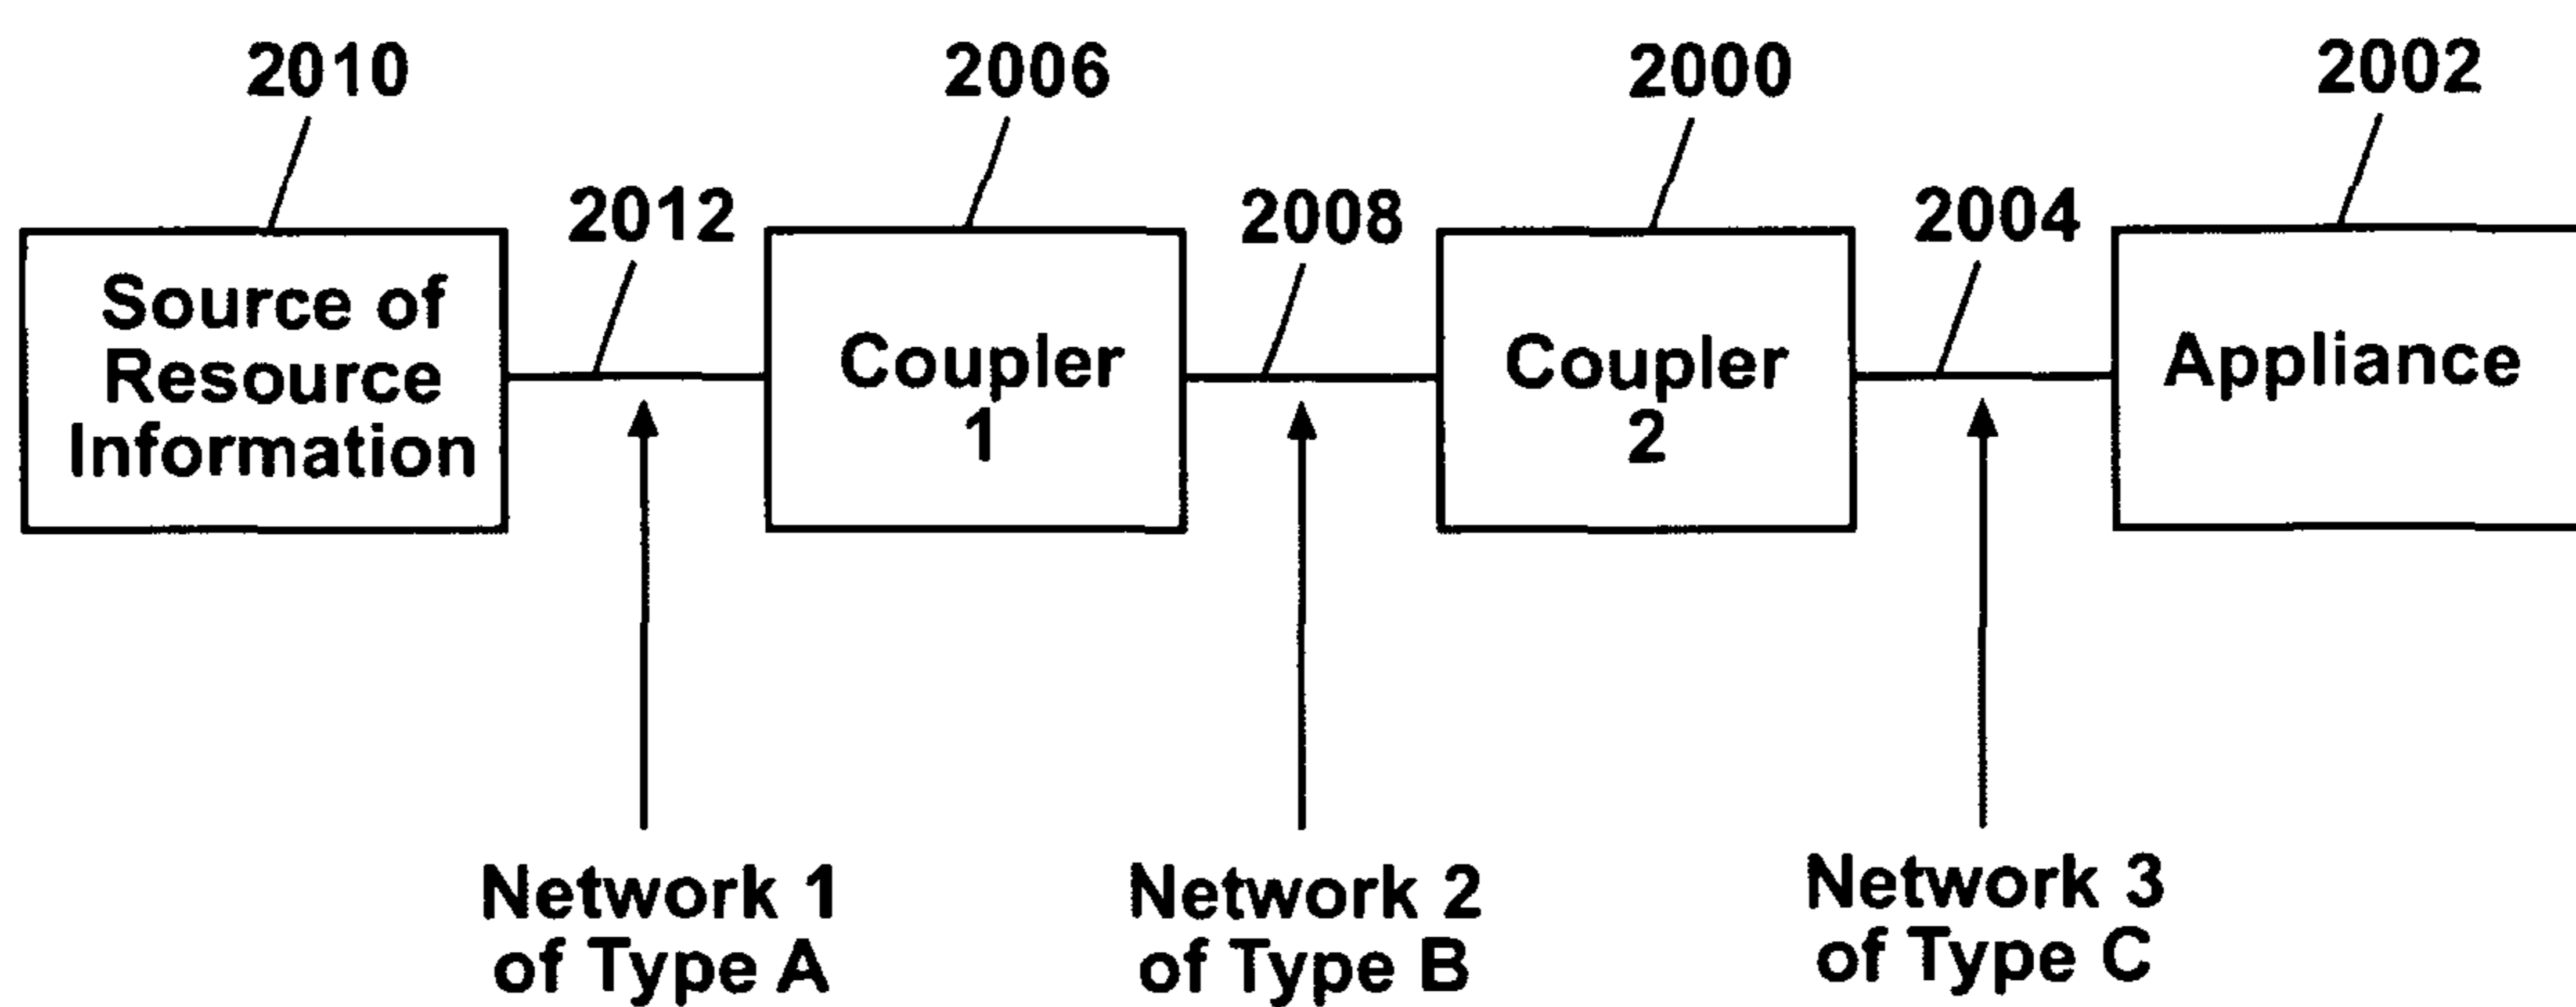 2010
2006
2000
2002
2012
2008
2004
Source of
Resource
Information
Coupler
1
Coupler
2
Appliance
Network 1
of Type A
Network 2
of Type B
Network 3
of Type C